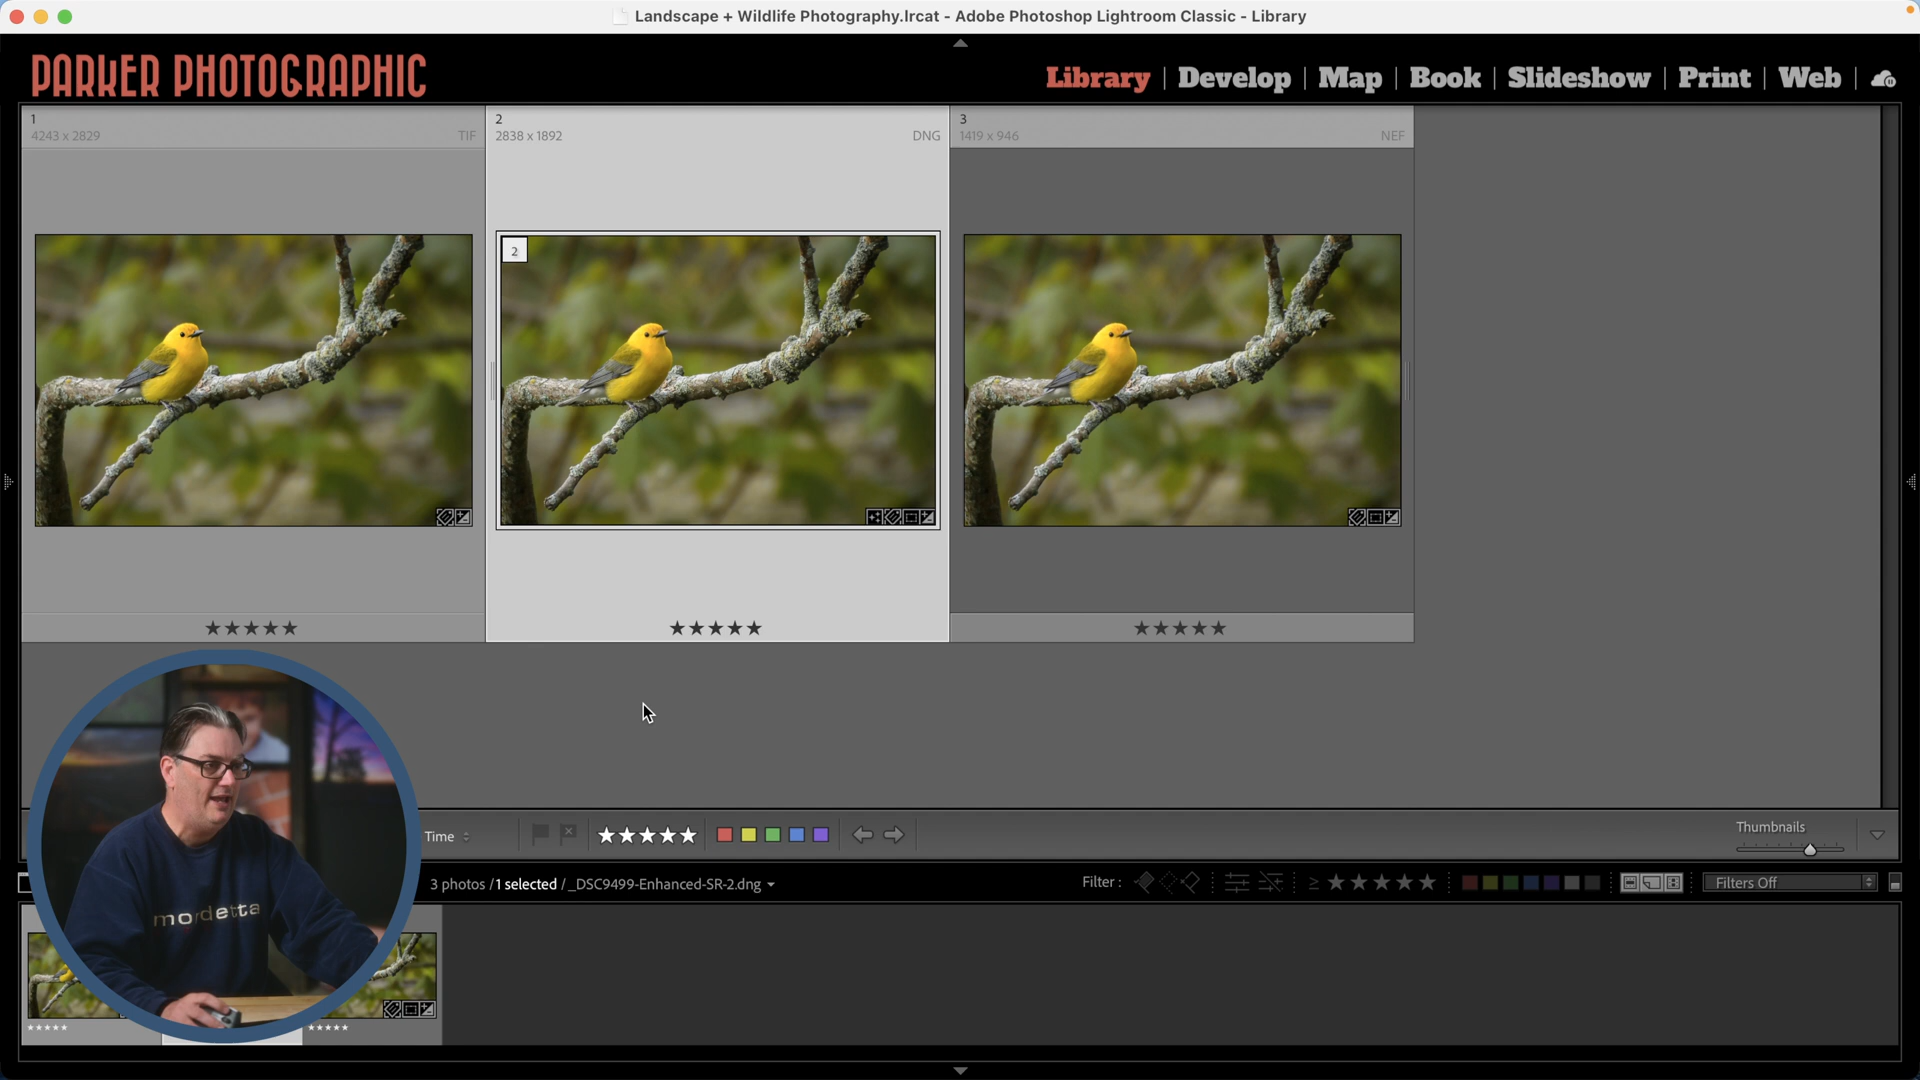 Landscape + Wildlife Photography.lrcat - Adobe Photoshop Lightroom Classic - Library
PARKER PHOTOGRAPHIC
Library | Develop | Map | Book | Slideshow | Print | Web |
1
4243 x 2829 TIF
2
2838 x 1892 DNG
3
1419 x 946 NEF
2
★★★★★
★★★★★
★★★★★
Time
★★★★★
Thumbnails
3 photos / 1 selected / _DSC9499-Enhanced-SR-2.dng
Filter :
≥ ★★★★★
Filters Off
mordetta
★★★★★
★★★★★